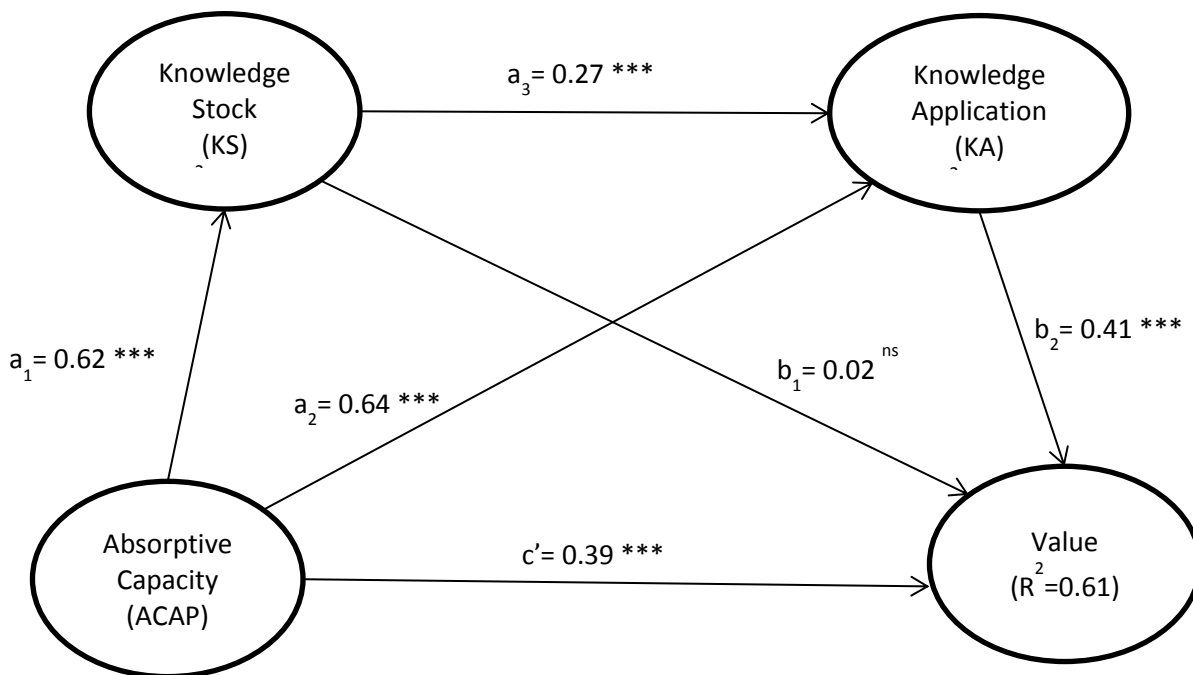 Knowledge
Stock
(KS)
a₃= 0.27 ***
Knowledge
Application
(KA)
a₁= 0.62 ***
a₂= 0.64 ***
b₁= 0.02 ns
b₂= 0.41 ***
Absorptive
Capacity
(ACAP)
c’= 0.39 ***
Value
(R²=0.61)